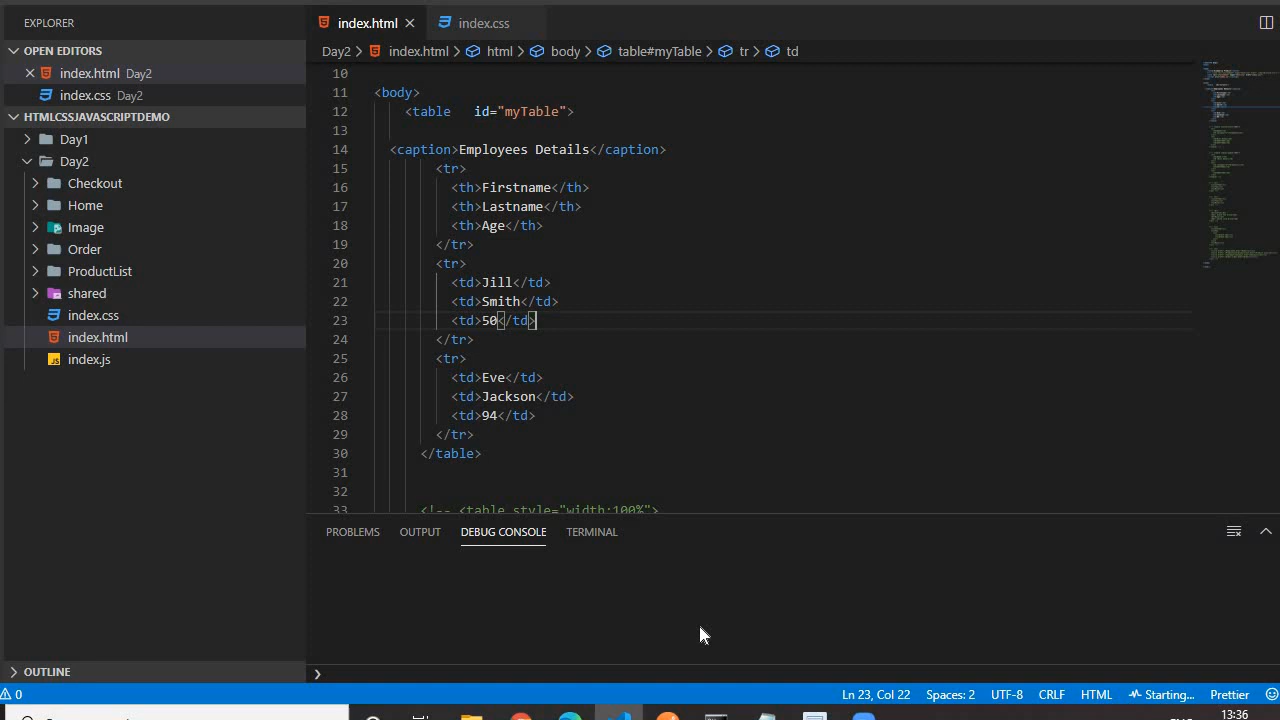 EXPLORER
OPEN EDITORS
index.html Day2
index.css Day2
HTMLCSSJAVASCRIPTDEMO
Day1
Day2
Checkout
Home
Image
Order
ProductList
shared
index.css
index.html
JS index.js
OUTLINE
index.html
index.css
Day2 > index.html > html > body > table#myTable > tr > td
10
11 <body>
12 <table id="myTable">
13
14 <caption>Employees Details</caption>
15 <tr>
16 <th>Firstname</th>
17 <th>Lastname</th>
18 <th>Age</th>
19 </tr>
20 <tr>
21 <td>Jill</td>
22 <td>Smith</td>
23 <td>50</td>
24 </tr>
25 <tr>
26 <td>Eve</td>
27 <td>Jackson</td>
28 <td>94</td>
29 </tr>
30 </table>
31
32
33 <!-- <table style="width:100%">
PROBLEMS OUTPUT DEBUG CONSOLE TERMINAL
0 Ln 23, Col 22 Spaces: 2 UTF-8 CRLF HTML Starting... Prettier
13:36